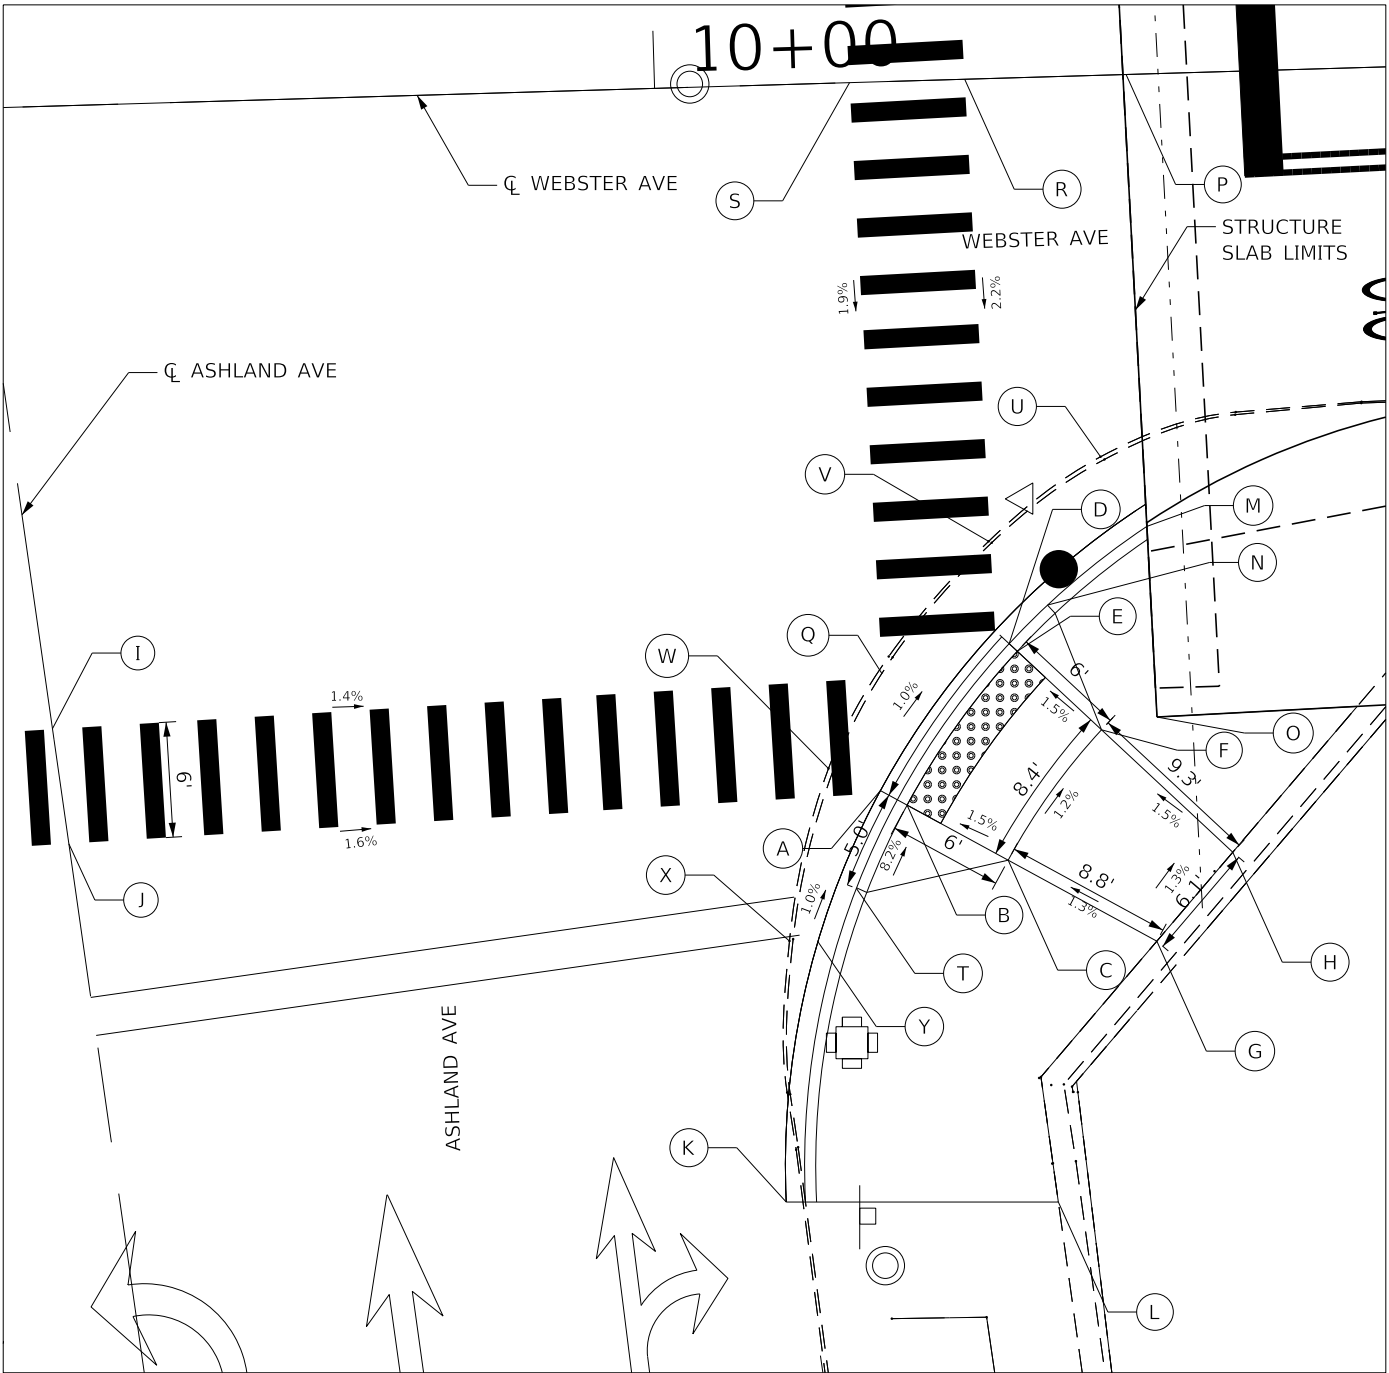 10+00
℄ WEBSTER AVE
S
R
P
WEBSTER AVE
STRUCTURE
SLAB LIMITS
1.9%
2.2%
℄ ASHLAND AVE
U
V
D
M
N
E
Q
W
I
6'
1.4%
1.0%
1.5%
O
F
6'
9.3'
8.4'
1.2%
1.5%
1.6%
5.0'
1.5%
6'
A
8.2%
8.8'
1.3%
6.1'
X
1.0%
1.3%
J
B
T
C
H
Y
G
ASHLAND AVE
K
L